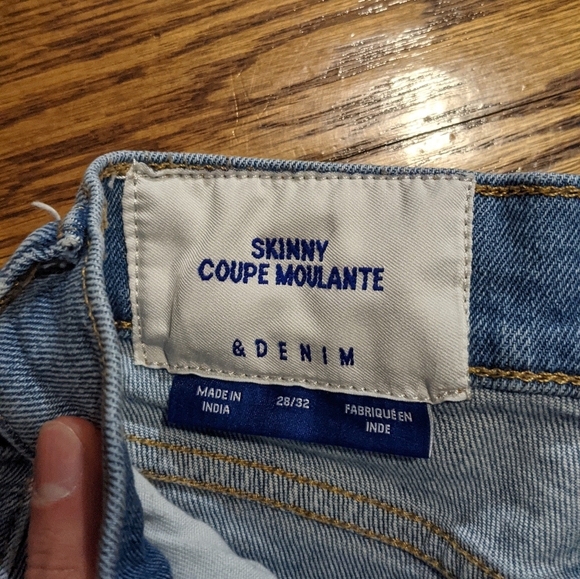 SKINNY
COUPE MOULANTE
& DENIM
MADE IN
INDIA
28/32
FABRIQUÉ EN
INDE